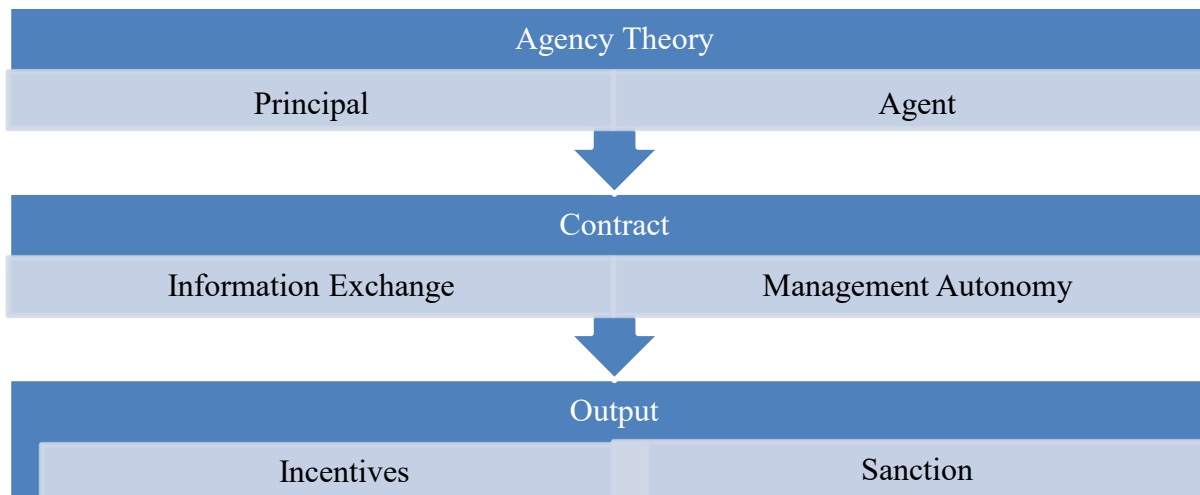 Agency Theory
Principal Agent
Contract
Information Exchange Management Autonomy
Output
Incentives Sanction